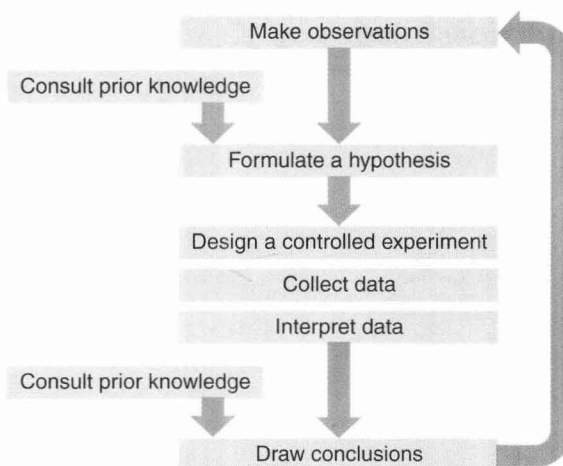 Make observations
Consult prior knowledge
Formulate a hypothesis
Design a controlled experiment
Collect data
Interpret data
Consult prior knowledge
Draw conclusions